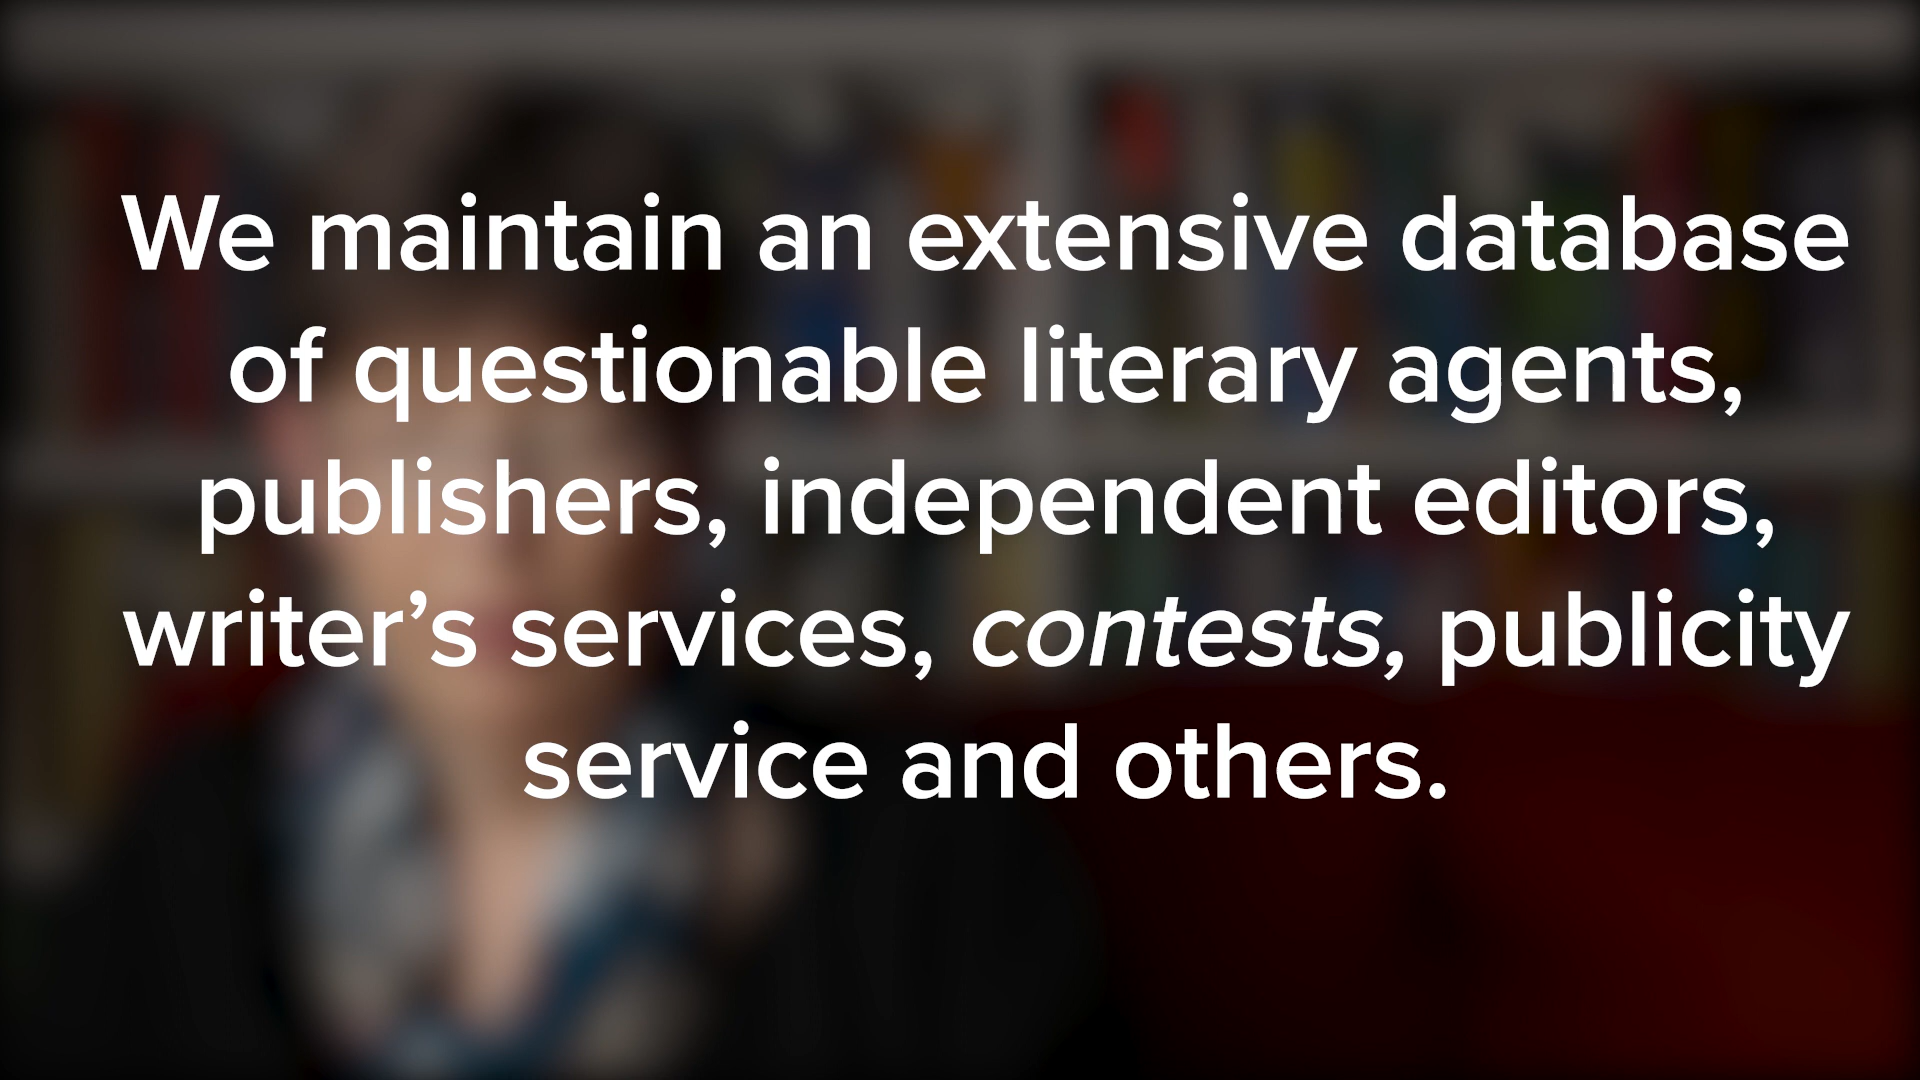 We maintain an extensive database
of questionable literary agents,
publishers, independent editors,
writer’s services, contests, publicity
service and others.